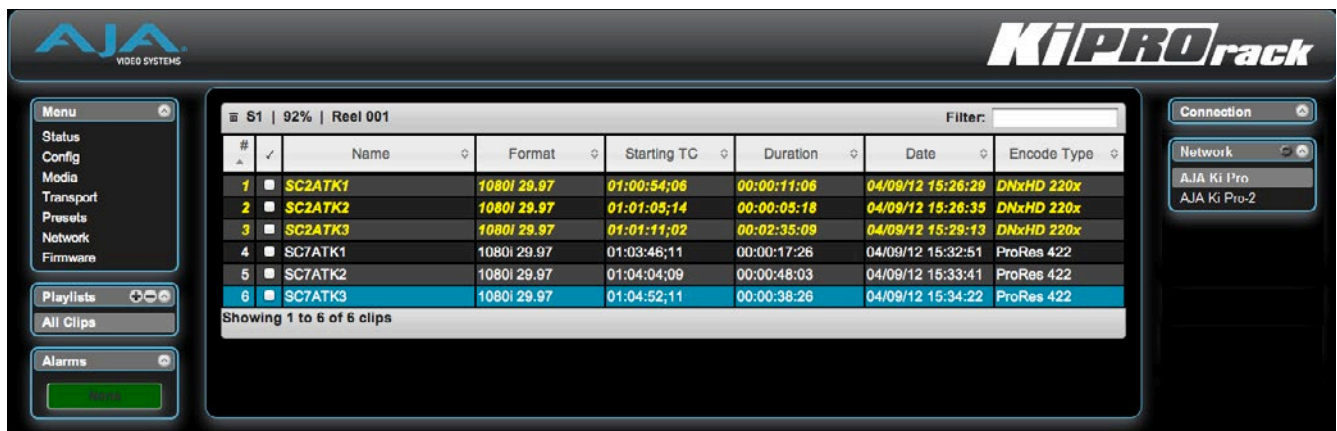 AJA
VIDEO SYSTEMS
KiPROrack
Menu
Status
Config
Media
Transport
Presets
Network
Firmware
Playlists
All Clips
Alarms
None
S1 | 92% | Reel 001 Filter:
# ✓ Name Format Starting TC Duration Date Encode Type
1 SC2ATK1 1080i 29.97 01:00:54;06 00:00:11:06 04/09/12 15:26:29 DNxHD 220x
2 SC2ATK2 1080i 29.97 01:01:05;14 00:00:05:18 04/09/12 15:26:35 DNxHD 220x
3 SC2ATK3 1080i 29.97 01:01:11;02 00:02:35:09 04/09/12 15:29:13 DNxHD 220x
4 SC7ATK1 1080i 29.97 01:03:46;11 00:00:17:26 04/09/12 15:32:51 ProRes 422
5 SC7ATK2 1080i 29.97 01:04:04;09 00:00:48:03 04/09/12 15:33:41 ProRes 422
6 SC7ATK3 1080i 29.97 01:04:52;11 00:00:38:26 04/09/12 15:34:22 ProRes 422
Showing 1 to 6 of 6 clips
Connection
Network
AJA Ki Pro
AJA Ki Pro-2